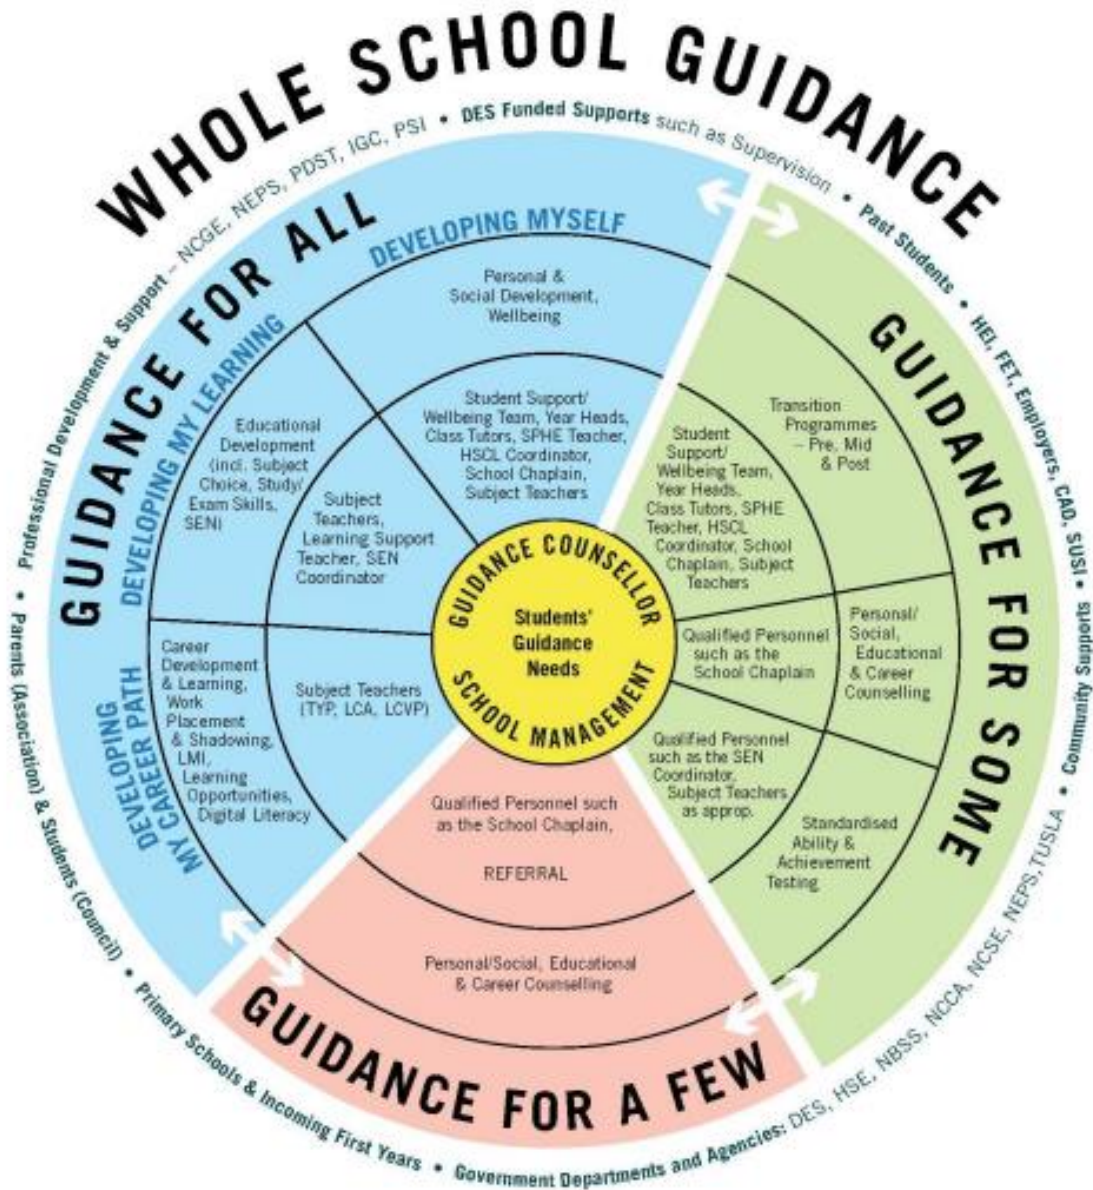 WHOLE SCHOOL GUIDANCE
Professional Development & Support – NCGE, NEPS, PDST, IGC, PSI • DES Funded Supports such as Supervision • Past Students • HEI, FET, Employers, CAO, SUSI • Community Supports
• Parents (Association) & Students (Council) • Primary Schools & Incoming First Years • Government Departments and Agencies: DES, HSE, NBSS, NCCA, NCSE, NEPS,TUSLA •
GUIDANCE FOR ALL
DEVELOPING MYSELF
Personal &
Social Development,
Wellbeing
Student Support/
Wellbeing Team, Year Heads,
Class Tutors, SPHE Teacher,
HSCL Coordinator,
School Chaplain,
Subject Teachers
DEVELOPING MY LEARNING
Educational
Development
(incl. Subject
Choice, Study/
Exam Skills,
SEN)
Subject
Teachers,
Learning Support
Teacher, SEN
Coordinator
DEVELOPING
MY CAREER PATH
Career
Development
& Learning,
Work
Placement
& Shadowing,
LMI,
Learning
Opportunities,
Digital Literacy
Subject Teachers
(TYP, LCA, LCVP)
GUIDANCE FOR SOME
Transition
Programmes
– Pre, Mid
& Post
Student
Support/
Wellbeing Team,
Year Heads,
Class Tutors, SPHE
Teacher, HSCL
Coordinator, School
Chaplain, Subject
Teachers
Personal/
Social,
Educational
& Career
Counselling
Qualified Personnel
such as the
School Chaplain
Qualified Personnel
such as the SEN
Coordinator,
Subject Teachers
as approp.
Standardised
Ability &
Achievement
Testing
GUIDANCE COUNSELLOR
Students'
Guidance
Needs
SCHOOL MANAGEMENT
Qualified Personnel such
as the School Chaplain,
REFERRAL
Personal/Social, Educational
& Career Counselling
GUIDANCE FOR A FEW